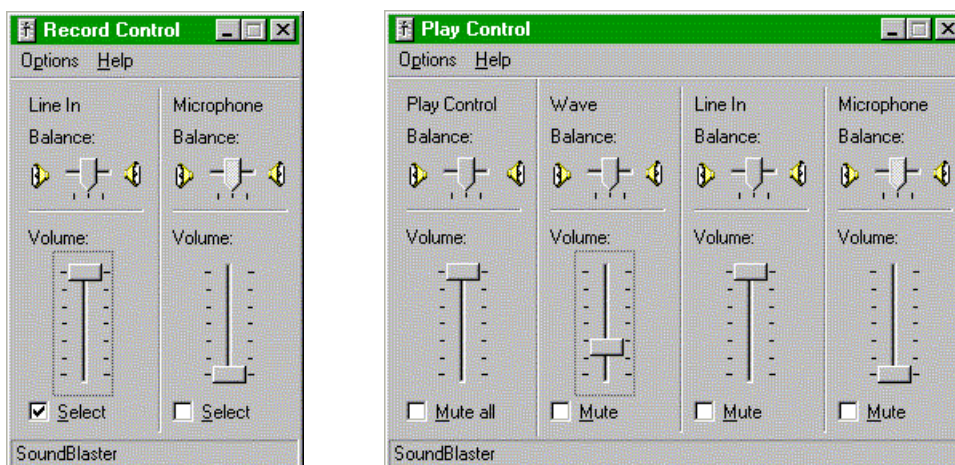 Record Control
Options Help
Line In Microphone
Balance: Balance:
Volume: Volume:
Select Select
SoundBlaster
Play Control
Options Help
Play Control Wave Line In Microphone
Balance: Balance: Balance: Balance:
Volume: Volume: Volume: Volume:
Mute all Mute Mute Mute
SoundBlaster